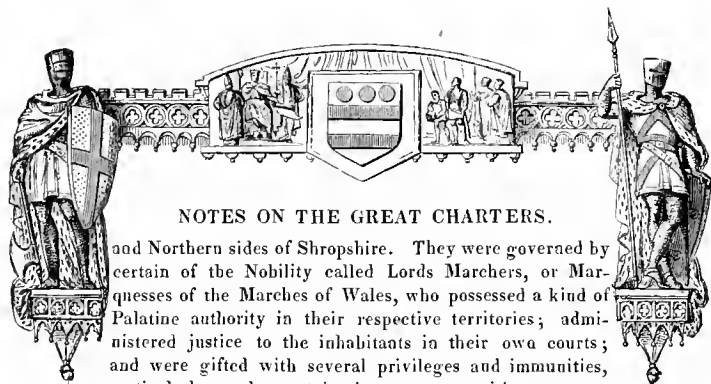 NOTES ON THE GREAT CHARTERS.
and Northern sides of Shropshire. They were governed by
certain of the Nobility called Lords Marchers, or Mar-
quesses of the Marches of Wales, who possessed a kind of
Palatine authority in their respective territories; admi-
nistered justice to the inhabitants in their own courts;
and were gifted with several privileges and immunities,